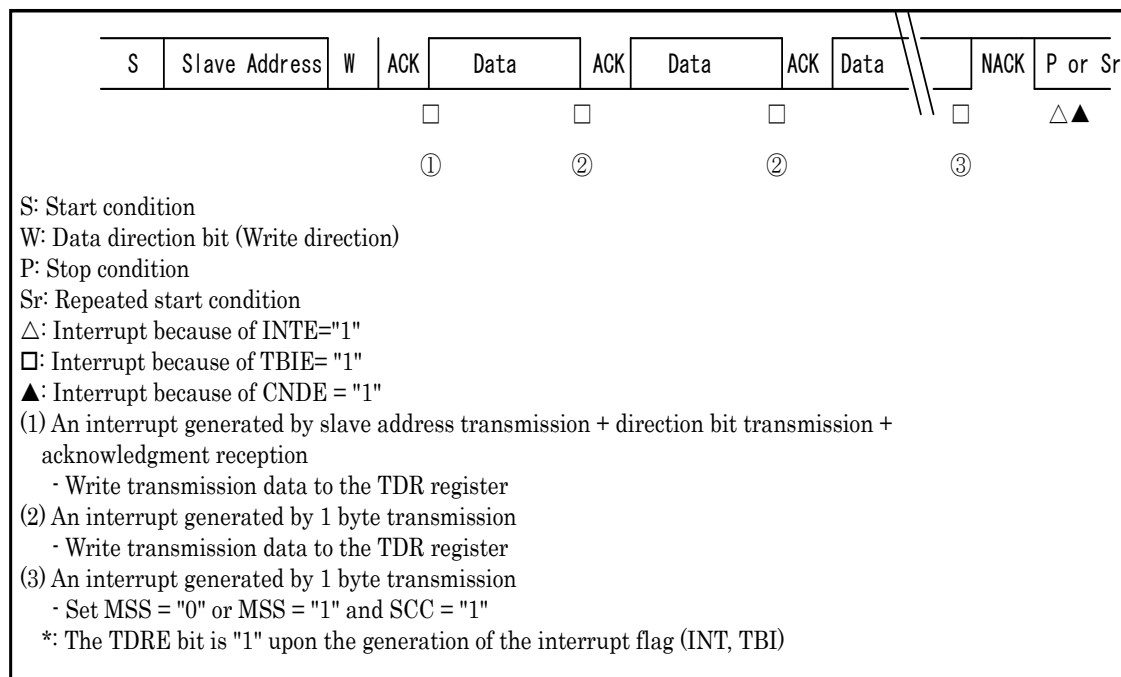 S Slave Address W ACK Data ACK Data ACK Data NACK P or Sr
□ □ □ □ △▲
① ② ② ③
S: Start condition
W: Data direction bit (Write direction)
P: Stop condition
Sr: Repeated start condition
△: Interrupt because of INTE="1"
□: Interrupt because of TBIE= "1"
▲: Interrupt because of CNDE = "1"
(1) An interrupt generated by slave address transmission + direction bit transmission +
acknowledgment reception
- Write transmission data to the TDR register
(2) An interrupt generated by 1 byte transmission
- Write transmission data to the TDR register
(3) An interrupt generated by 1 byte transmission
- Set MSS = "0" or MSS = "1" and SCC = "1"
*: The TDRE bit is "1" upon the generation of the interrupt flag (INT, TBI)